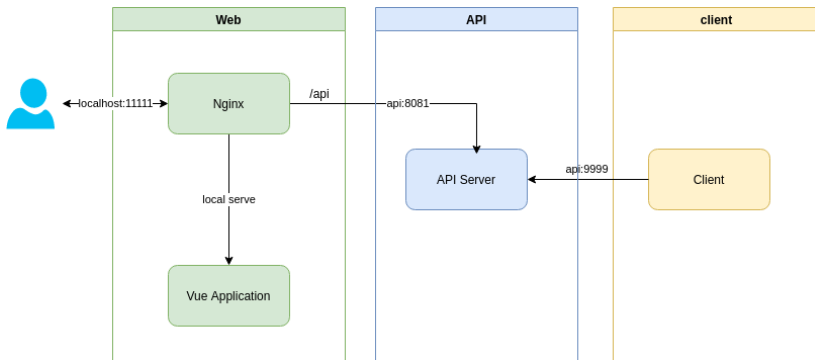 Web
API
client
localhost:11111
Nginx
/api
api:8081
API Server
api:9999
Client
local serve
Vue Application